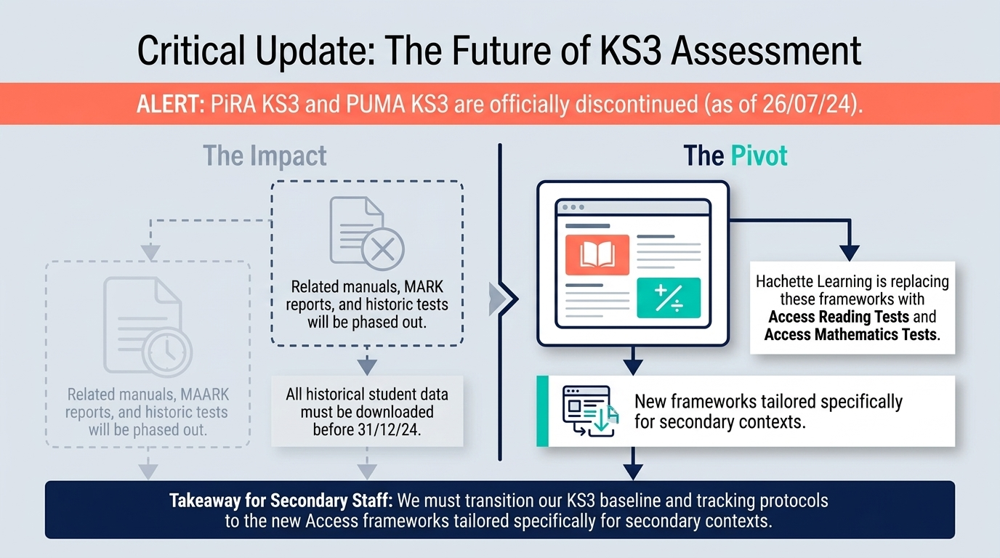 Critical Update: The Future of KS3 Assessment
ALERT: PiRA KS3 and PUMA KS3 are officially discontinued (as of 26/07/24).
The Impact
Related manuals, MARK
reports, and historic tests
will be phased out.
Related manuals, MAARK
reports, and historic tests
will be phased out.
All historical student data
must be downloaded
before 31/12/24.
The Pivot
Hachette Learning is replacing
these frameworks with
Access Reading Tests and
Access Mathematics Tests.
New frameworks tailored specifically
for secondary contexts.
Takeaway for Secondary Staff: We must transition our KS3 baseline and tracking protocols
to the new Access frameworks tailored specifically for secondary contexts.